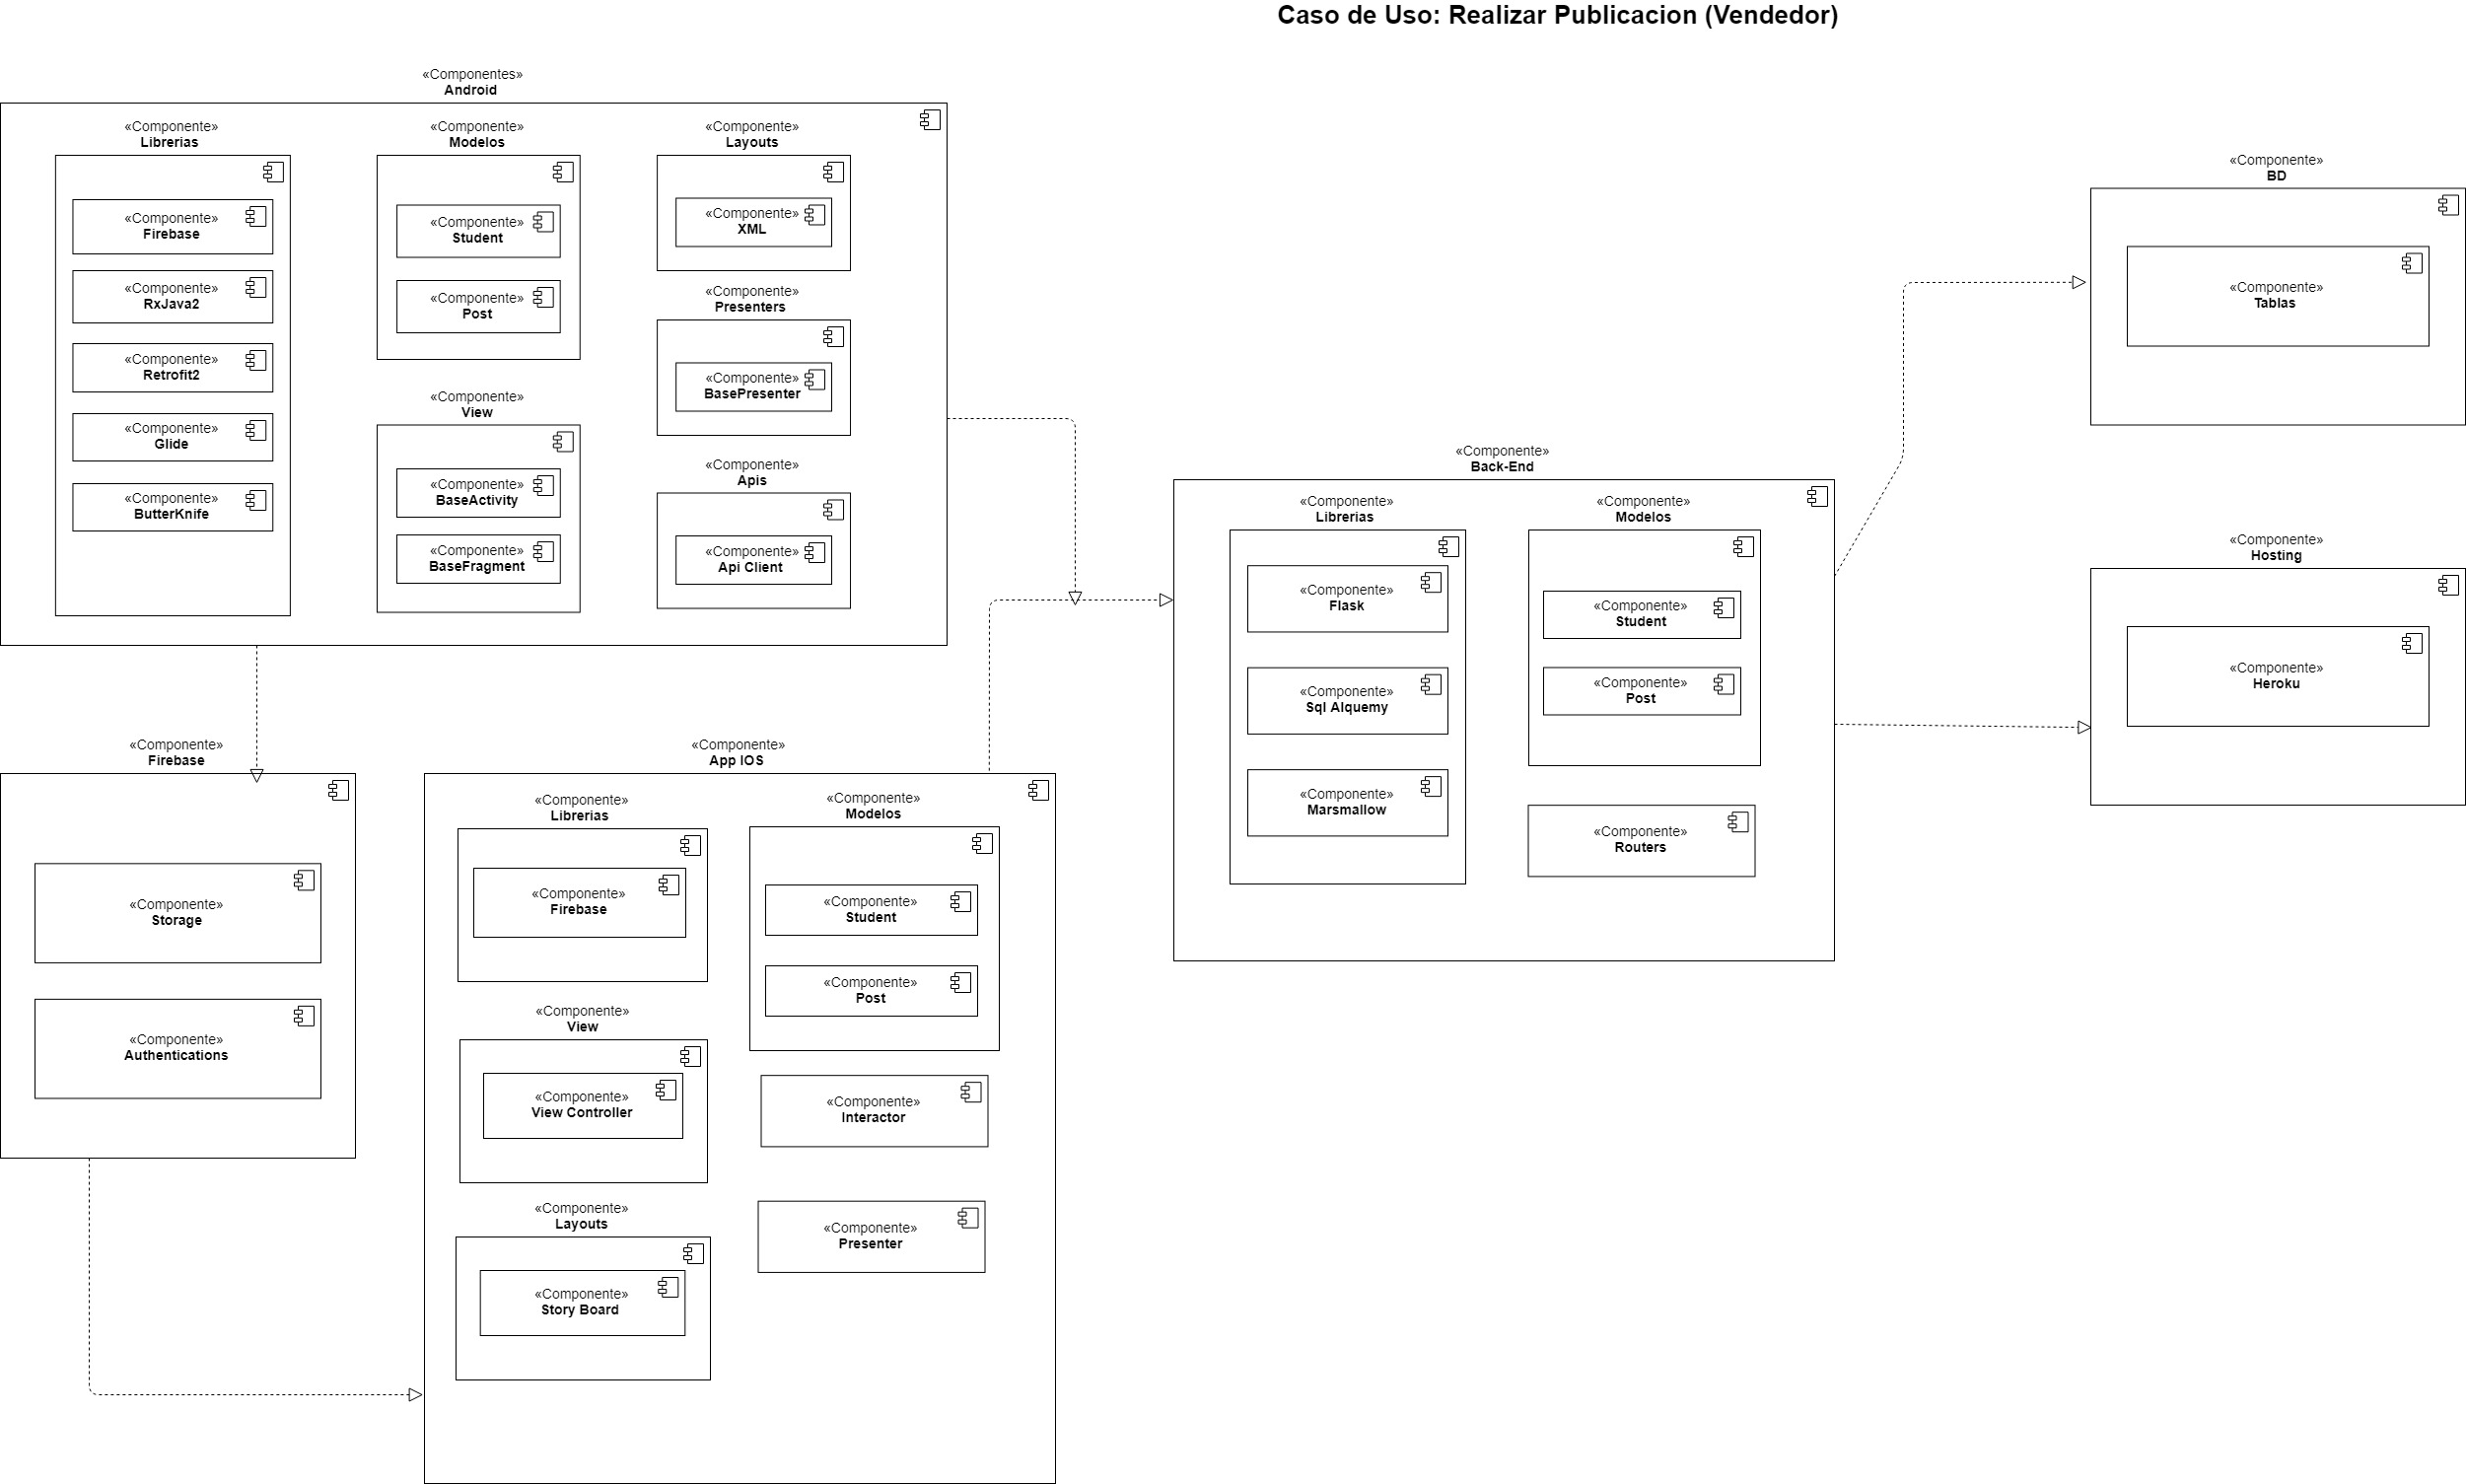 Caso de Uso: Realizar Publicacion (Vendedor)
«Componentes»
Android
«Componente»
Librerias
«Componente»
Firebase
«Componente»
RxJava2
«Componente»
Retrofit2
«Componente»
Glide
«Componente»
ButterKnife
«Componente»
Modelos
«Componente»
Student
«Componente»
Post
«Componente»
View
«Componente»
BaseActivity
«Componente»
BaseFragment
«Componente»
Layouts
«Componente»
XML
«Componente»
Presenters
«Componente»
BasePresenter
«Componente»
Apis
«Componente»
Api Client
«Componente»
Firebase
«Componente»
Storage
«Componente»
Authentications
«Componente»
App IOS
«Componente»
Librerias
«Componente»
Firebase
«Componente»
View
«Componente»
View Controller
«Componente»
Layouts
«Componente»
Story Board
«Componente»
Modelos
«Componente»
Student
«Componente»
Post
«Componente»
Interactor
«Componente»
Presenter
«Componente»
Back-End
«Componente»
Librerias
«Componente»
Flask
«Componente»
Sql Alquemy
«Componente»
Marsmallow
«Componente»
Modelos
«Componente»
Student
«Componente»
Post
«Componente»
Routers
«Componente»
BD
«Componente»
Tablas
«Componente»
Hosting
«Componente»
Heroku